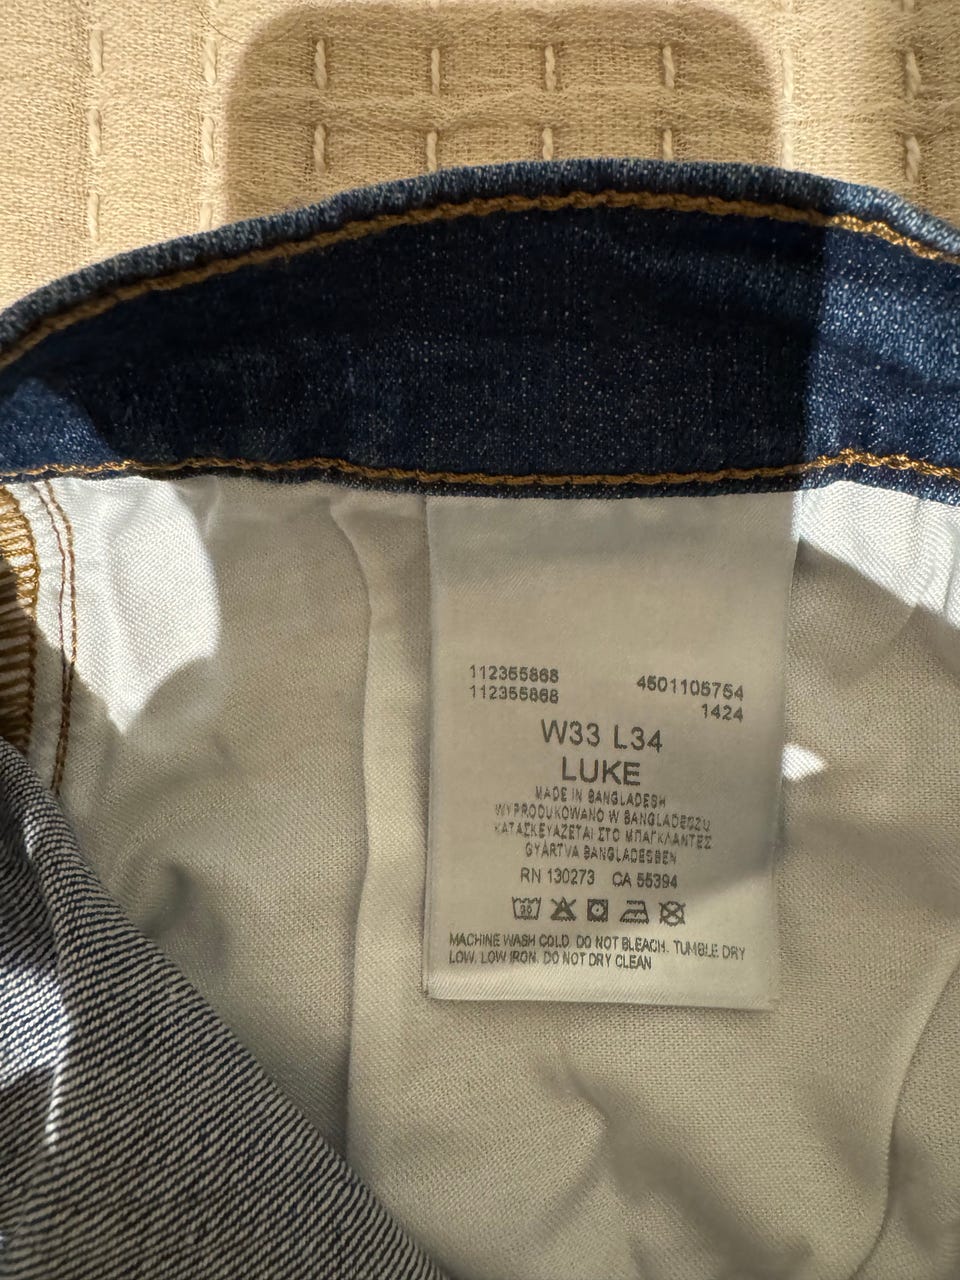 112355868
112355868
4501105754
1424
W33 L34
LUKE
MADE IN BANGLADESH
WYPRODUKOWANO W BANGLADESZU
ΚΑΤΑΣΚΕΥΑΖΕΤΑΙ ΣΤΟ ΜΠΑΓΚΛΑΝΤΕΣ
GYÁRTVA BANGLADESBEN
RN 130273 CA 55394
30
MACHINE WASH COLD. DO NOT BLEACH. TUMBLE DRY
LOW. LOW IRON. DO NOT DRY CLEAN